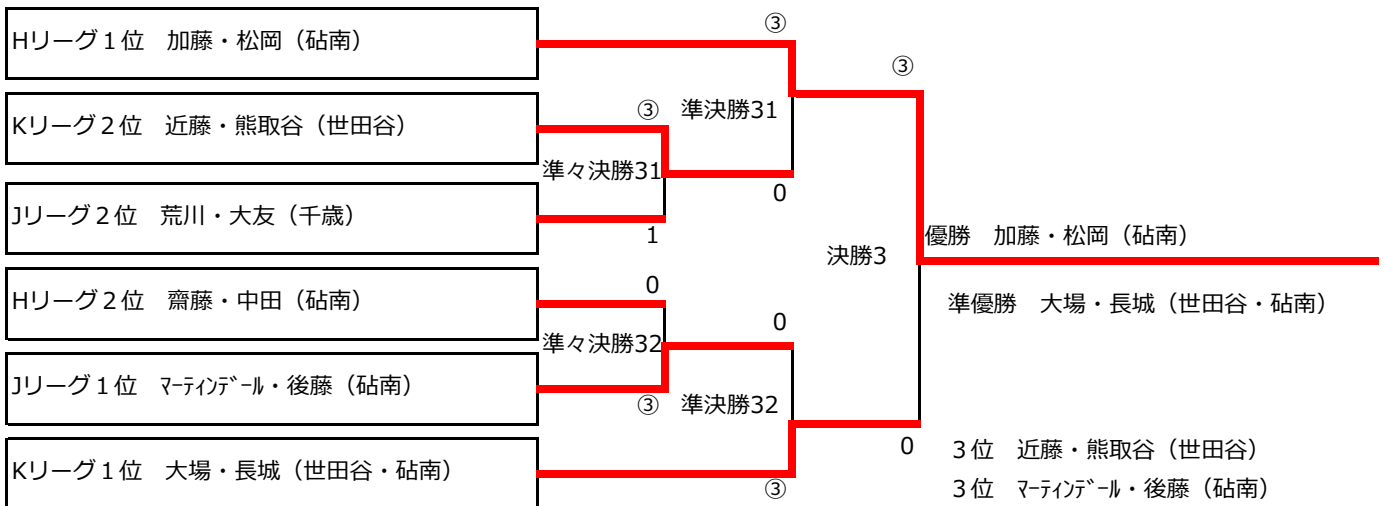 ③
Hリーグ１位　加藤・松岡（砧南）
③
③　準決勝31
Kリーグ２位　近藤・熊取谷（世田谷）
準々決勝31
0
Jリーグ２位　荒川・大友（千歳）
1
優勝　加藤・松岡（砧南）
決勝3
0
Hリーグ２位　齋藤・中田（砧南）
準優勝　大場・長城（世田谷・砧南）
0
準々決勝32
Jリーグ１位　ﾏｰﾃｨﾝﾃﾞｰﾙ・後藤（砧南）
③　準決勝32
0
３位　近藤・熊取谷（世田谷）
Kリーグ１位　大場・長城（世田谷・砧南）
③
３位　ﾏｰﾃｨﾝﾃﾞｰﾙ・後藤（砧南）